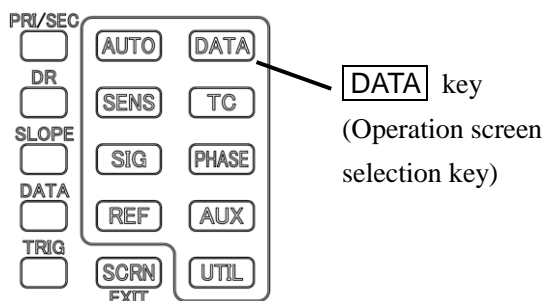 PRI/SEC
AUTO DATA
DR
SENS TC
SLOPE
SIG PHASE
DATA
REF AUX
TRIG
SCRN UTIL
EXIT
DATA key
(Operation screen
selection key)